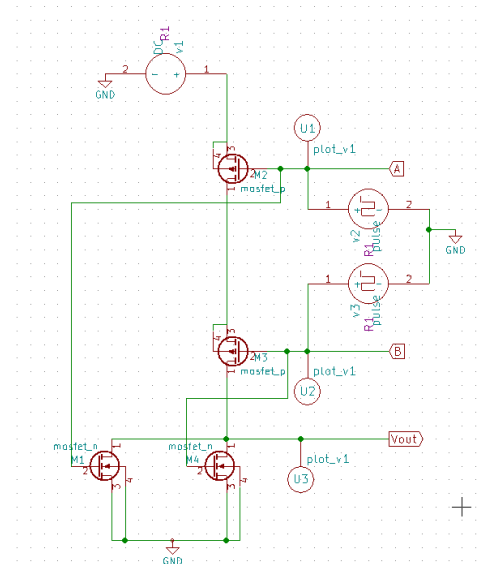 R1
DC
v1
2
-
+
1
GND
U1
plot_v1
3
4
2
M2
mosfet_p
1
A
1
+
-
2
v2
pulse
R1
GND
1
+
-
2
v3
pulse
R1
3
4
2
M3
mosfet_p
1
B
plot_v1
U2
mosfet_n
M1
1
2
3
4
mosfet_n
M4
1
2
3
4
Vout
plot_v1
U3
GND